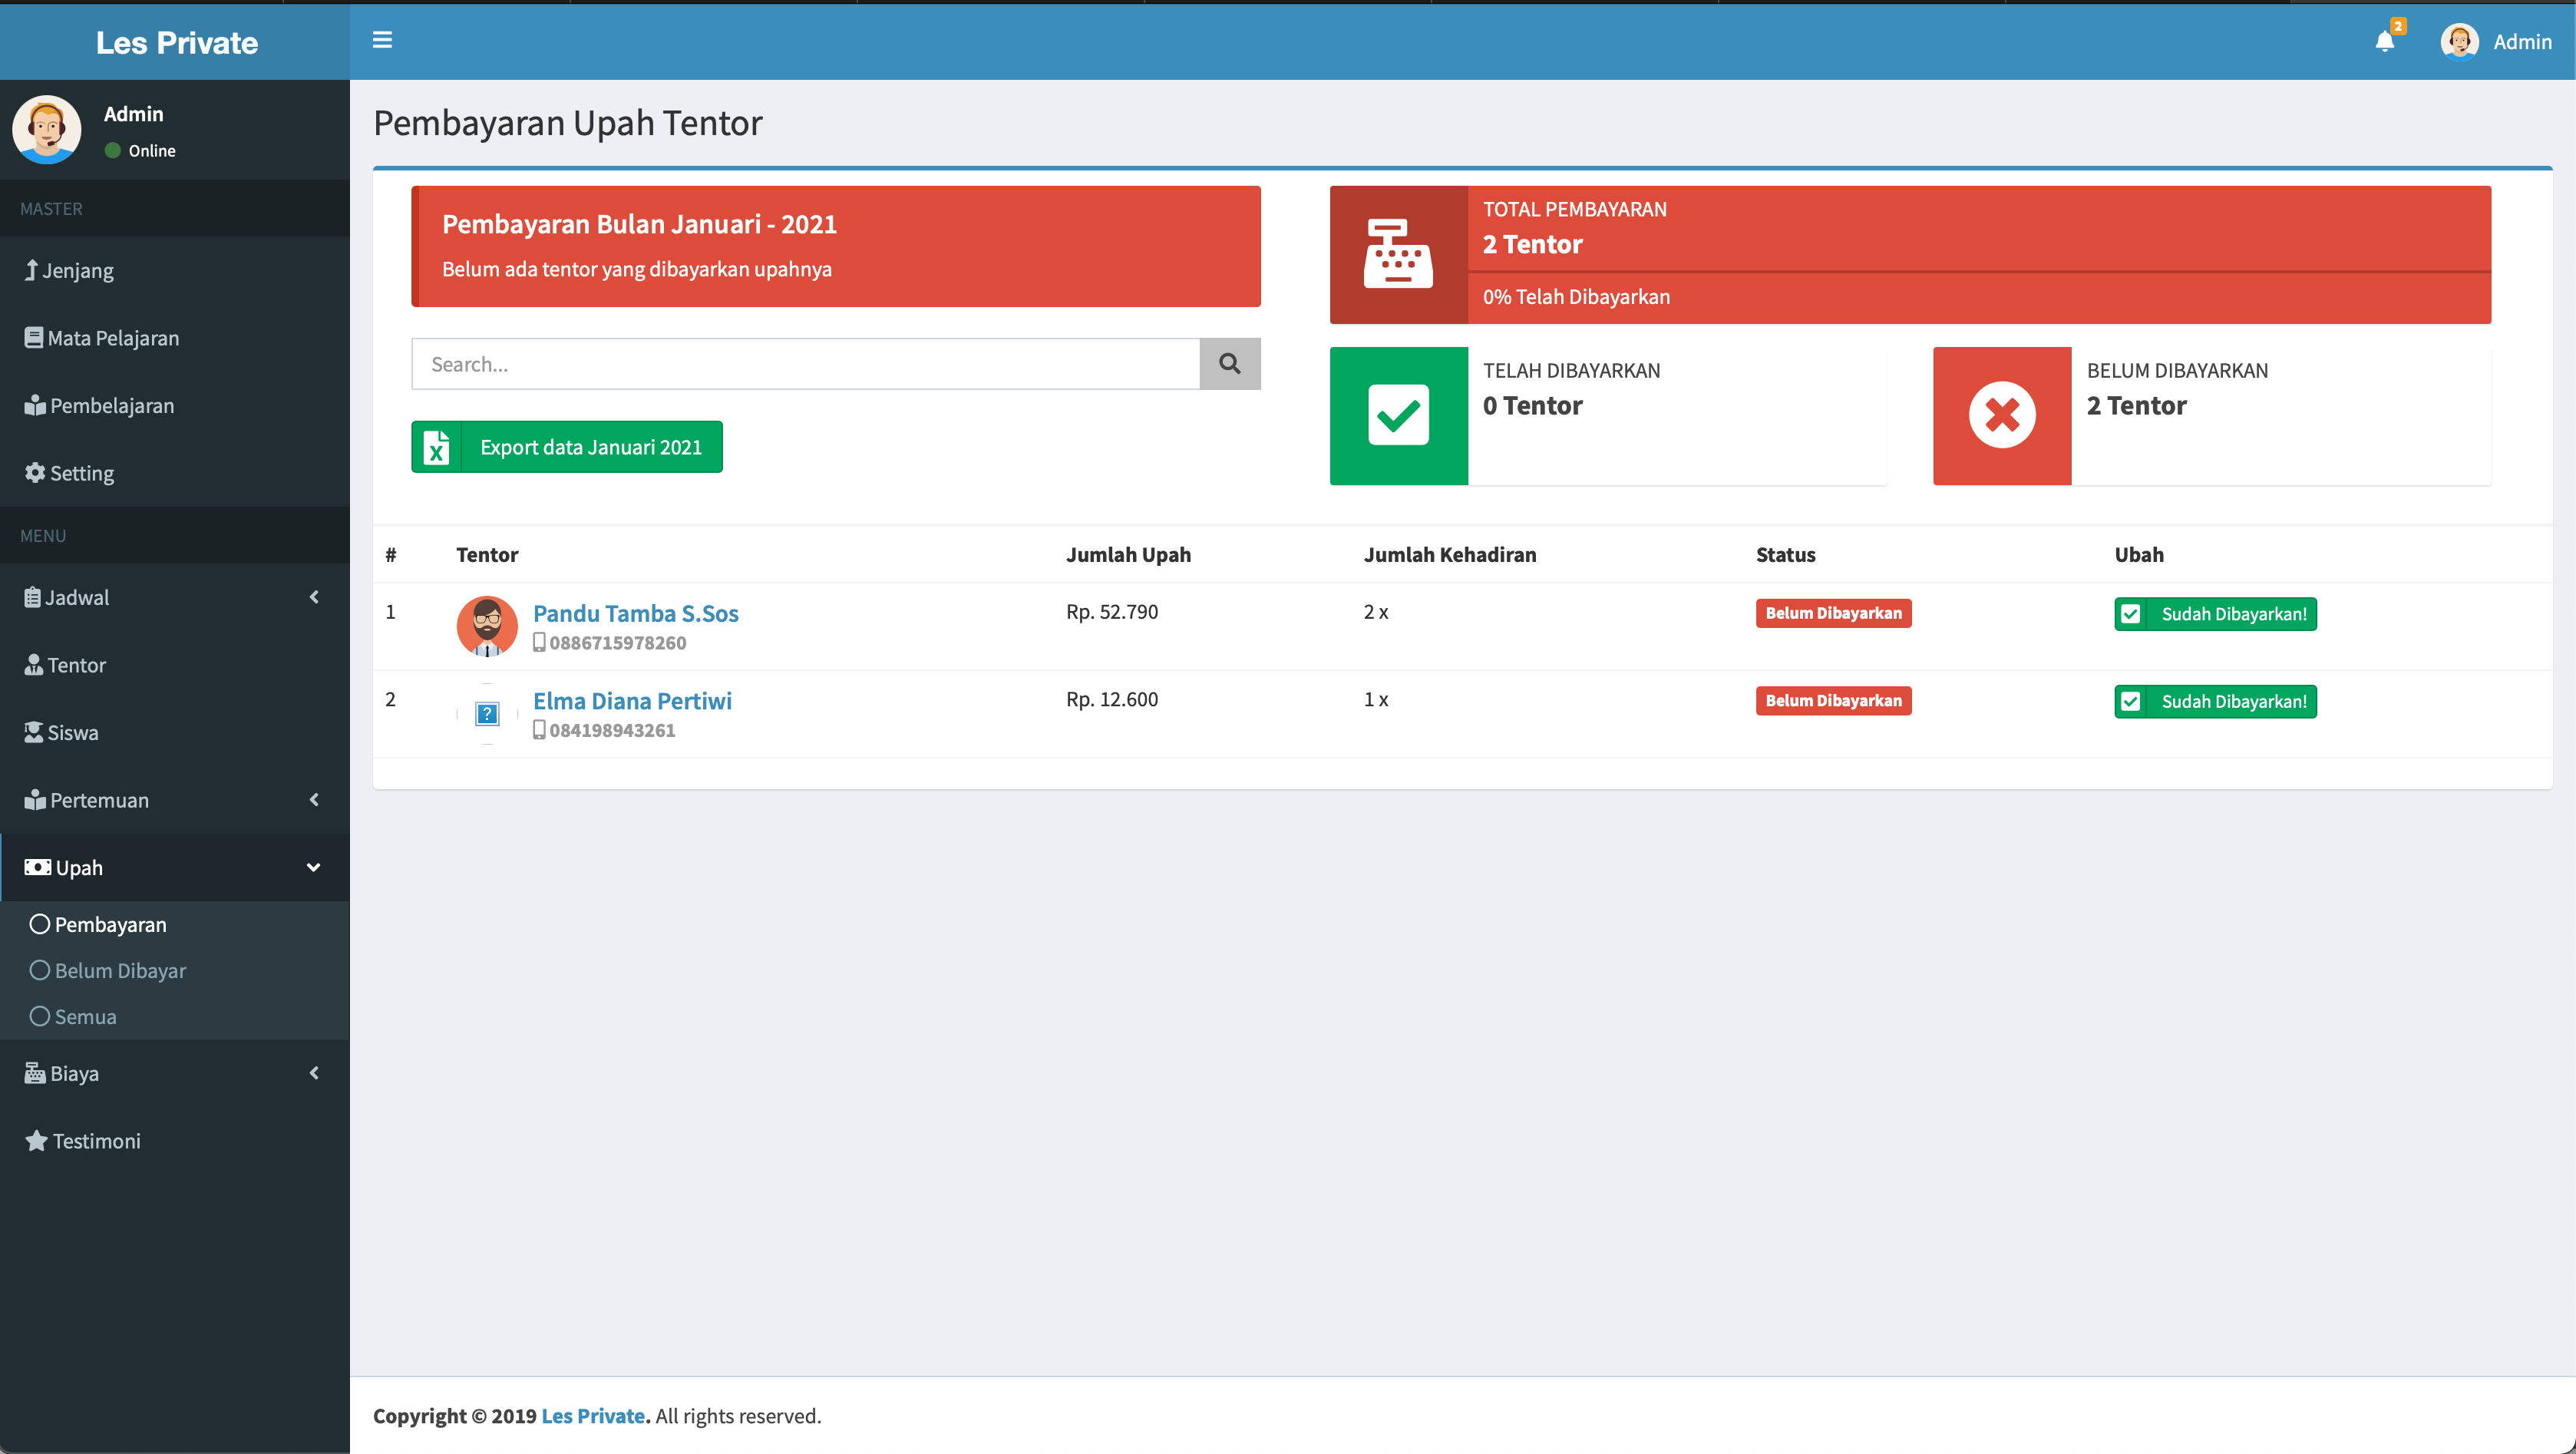 Les Private
2
Admin
Admin
Online
MASTER
Jenjang
Mata Pelajaran
Pembelajaran
Setting
MENU
Jadwal
Tentor
Siswa
Pertemuan
Upah
Pembayaran
Belum Dibayar
Semua
Biaya
Testimoni
Pembayaran Upah Tentor
Pembayaran Bulan Januari - 2021
Belum ada tentor yang dibayarkan upahnya
Search...
Export data Januari 2021
TOTAL PEMBAYARAN
2 Tentor
0% Telah Dibayarkan
TELAH DIBAYARKAN
0 Tentor
BELUM DIBAYARKAN
2 Tentor
# Tentor Jumlah Upah Jumlah Kehadiran Status Ubah
1 Pandu Tamba S.Sos Rp. 52.790 2 x Belum Dibayarkan Sudah Dibayarkan!
0886715978260
2 Elma Diana Pertiwi Rp. 12.600 1 x Belum Dibayarkan Sudah Dibayarkan!
084198943261
Copyright © 2019 Les Private. All rights reserved.